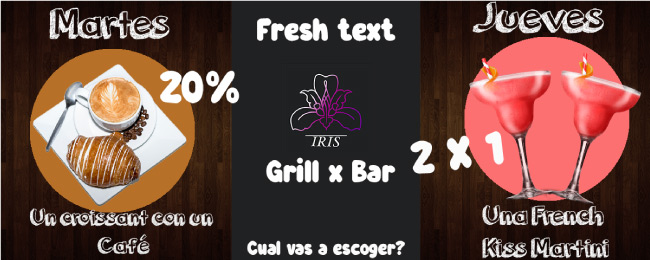 Martes
20%
Un croissant con un
Café
Fresh text
IRIS
Grill x Bar
Cual vas a escoger?
Jueves
2 X 1
Una French
Kiss Martini